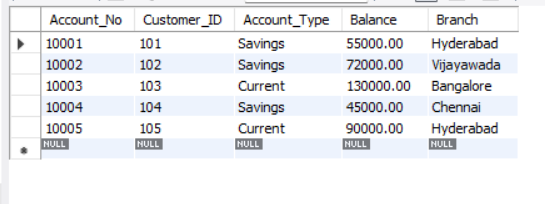 Account_No Customer_ID Account_Type Balance Branch
10001 101 Savings 55000.00 Hyderabad
10002 102 Savings 72000.00 Vijayawada
10003 103 Current 130000.00 Bangalore
10004 104 Savings 45000.00 Chennai
10005 105 Current 90000.00 Hyderabad
NULL NULL NULL NULL NULL